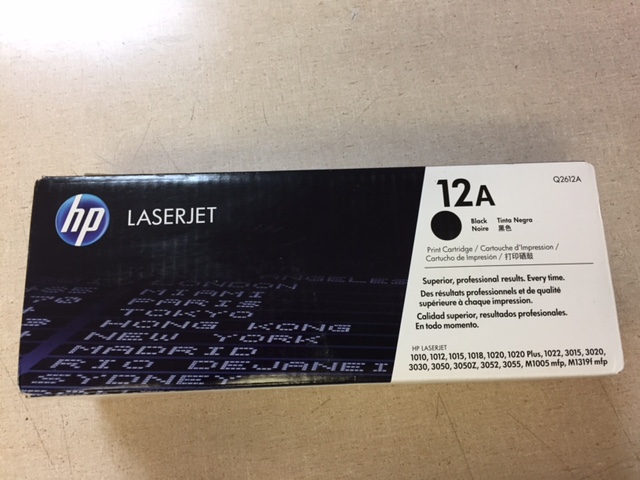 hp
LASERJET
12A
Q2612A
Black Tinta Negra
Noire 黑色
Print Cartridge / Cartouche d'Impression /
Cartucho de Impresión / 打印硒鼓
Superior, professional results. Every time.
Des résultats professionnels et de qualité
supérieure à chaque impression.
Calidad superior, resultados profesionales.
En todo momento.
HP LASERJET
1010, 1012, 1015, 1018, 1020, 1020 Plus, 1022, 3015, 3020,
3030, 3050, 3050Z, 3052, 3055, M1005 mfp, M1319f mfp
PARIS
TOKYO
HONG KONG
NEW YORK
MADRID
RIO DE JANEI
SYDNEY